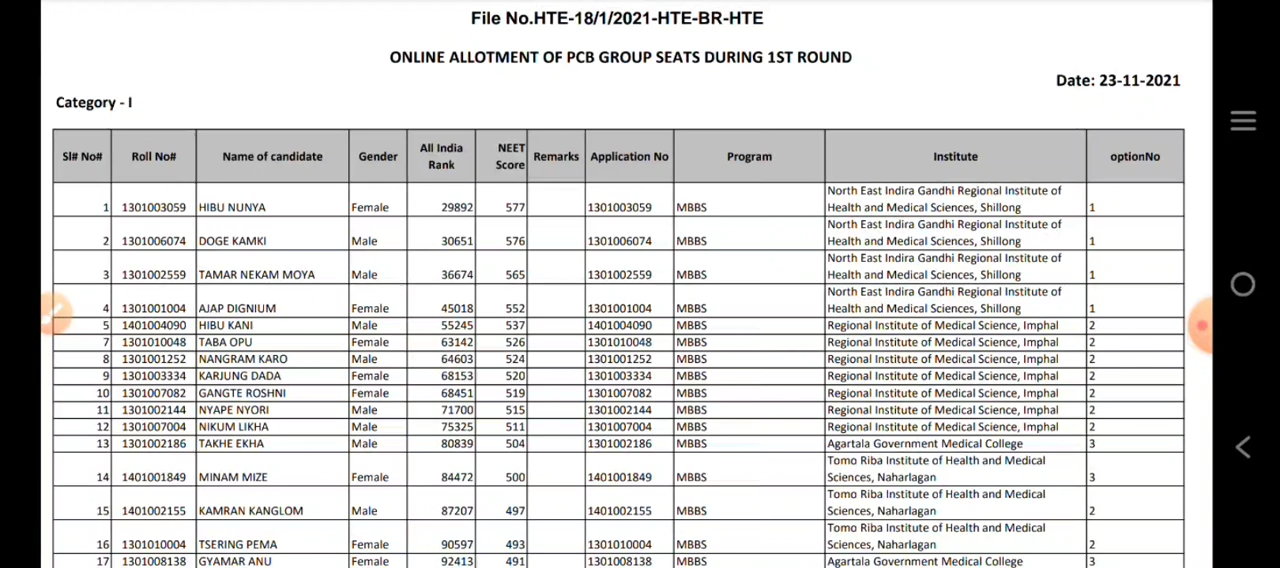 File No.HTE-18/1/2021-HTE-BR-HTE
ONLINE ALLOTMENT OF PCB GROUP SEATS DURING 1ST ROUND
Date: 23-11-2021
Category - I
Sl# No# Roll No# Name of candidate Gender All India Rank NEET Score Remarks Application No Program Institute optionNo
1 1301003059 HIBU NUNYA Female 29892 577 1301003059 MBBS North East Indira Gandhi Regional Institute of Health and Medical Sciences, Shillong 1
2 1301006074 DOGE KAMKI Male 30651 576 1301006074 MBBS North East Indira Gandhi Regional Institute of Health and Medical Sciences, Shillong 1
3 1301002559 TAMAR NEKAM MOYA Male 36674 565 1301002559 MBBS North East Indira Gandhi Regional Institute of Health and Medical Sciences, Shillong 1
4 1301001004 AJAP DIGNIUM Female 45018 552 1301001004 MBBS North East Indira Gandhi Regional Institute of Health and Medical Sciences, Shillong 1
5 1401004090 HIBU KANI Male 55245 537 1401004090 MBBS Regional Institute of Medical Science, Imphal 2
7 1301010048 TABA OPU Female 63142 526 1301010048 MBBS Regional Institute of Medical Science, Imphal 2
8 1301001252 NANGRAM KARO Male 64603 524 1301001252 MBBS Regional Institute of Medical Science, Imphal 2
9 1301003334 KARJUNG DADA Female 68153 520 1301003334 MBBS Regional Institute of Medical Science, Imphal 2
10 1301007082 GANGTE ROSHNI Female 68451 519 1301007082 MBBS Regional Institute of Medical Science, Imphal 2
11 1301002144 NYAPE NYORI Male 71700 515 1301002144 MBBS Regional Institute of Medical Science, Imphal 2
12 1301007004 NIKUM LIKHA Male 75325 511 1301007004 MBBS Regional Institute of Medical Science, Imphal 2
13 1301002186 TAKHE EKHA Male 80839 504 1301002186 MBBS Agartala Government Medical College 3
14 1401001849 MINAM MIZE Female 84472 500 1401001849 MBBS Tomo Riba Institute of Health and Medical Sciences, Naharlagan 3
15 1401002155 KAMRAN KANGLOM Male 87207 497 1401002155 MBBS Tomo Riba Institute of Health and Medical Sciences, Naharlagan 2
16 1301010004 TSERING PEMA Female 90597 493 1301010004 MBBS Tomo Riba Institute of Health and Medical Sciences, Naharlagan 2
17 1301008138 GYAMAR ANU Female 92413 491 1301008138 MBBS Agartala Government Medical College 3